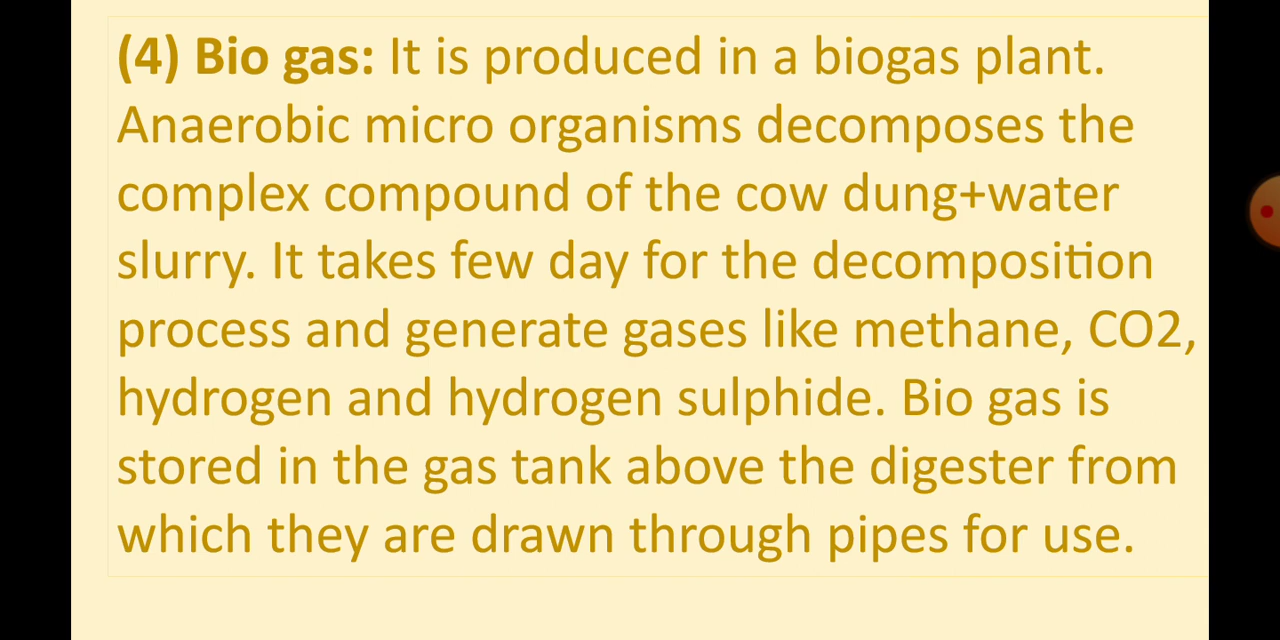 (4) Bio gas: It is produced in a biogas plant.
Anaerobic micro organisms decomposes the
complex compound of the cow dung+water
slurry. It takes few day for the decomposition
process and generate gases like methane, CO2,
hydrogen and hydrogen sulphide. Bio gas is
stored in the gas tank above the digester from
which they are drawn through pipes for use.